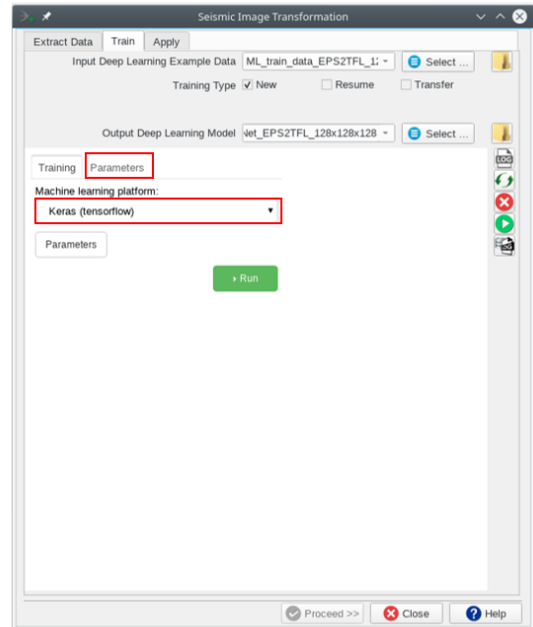 Seismic Image Transformation
Extract Data Train Apply
Input Deep Learning Example Data ML_train_data_EPS2TFL_12 Select ...
Training Type New Resume Transfer
Output Deep Learning Model Net_EPS2TFL_128x128x128 Select ...
Training Parameters
LOG
Machine learning platform:
Keras (tensorflow)
Parameters
Run
Proceed >> Close Help